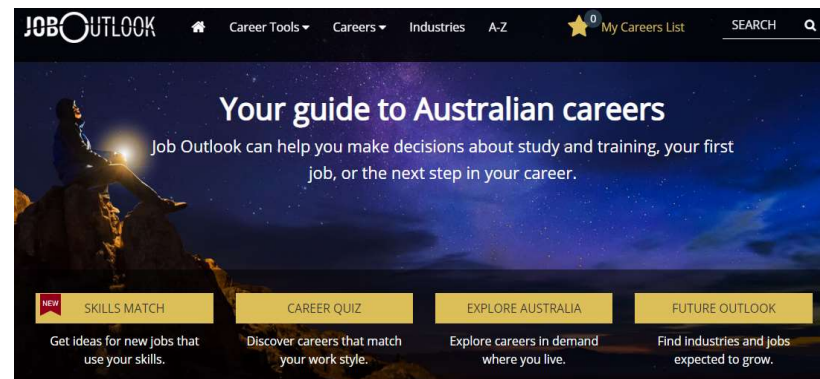 JOBOUTLOOK Career Tools Careers Industries A-Z 0 My Careers List SEARCH
Your guide to Australian careers
Job Outlook can help you make decisions about study and training, your first
job, or the next step in your career.
NEW SKILLS MATCH CAREER QUIZ EXPLORE AUSTRALIA FUTURE OUTLOOK
Get ideas for new jobs that Discover careers that match Explore careers in demand Find industries and jobs
use your skills. your work style. where you live. expected to grow.